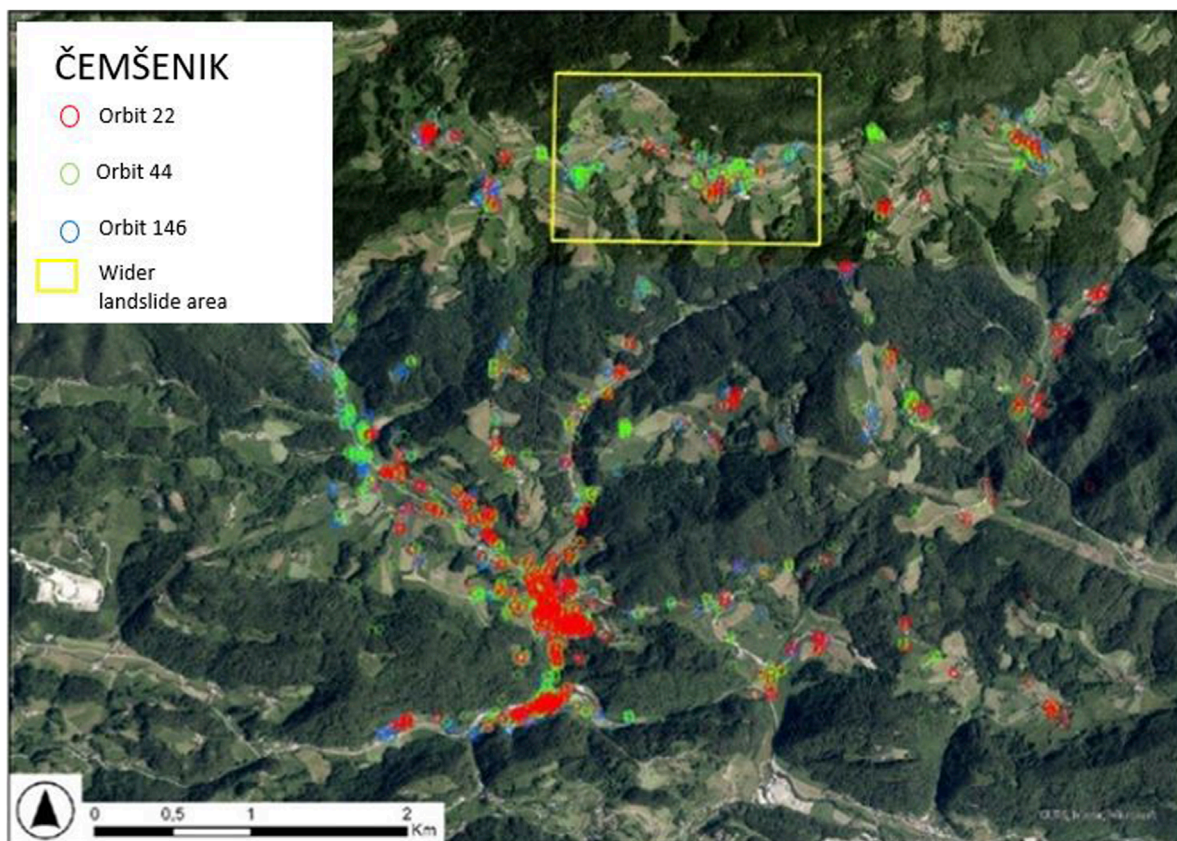 ČEMŠENIK
Orbit 22
Orbit 44
Orbit 146
Wider
landslide area
0 0,5 1 2
Km